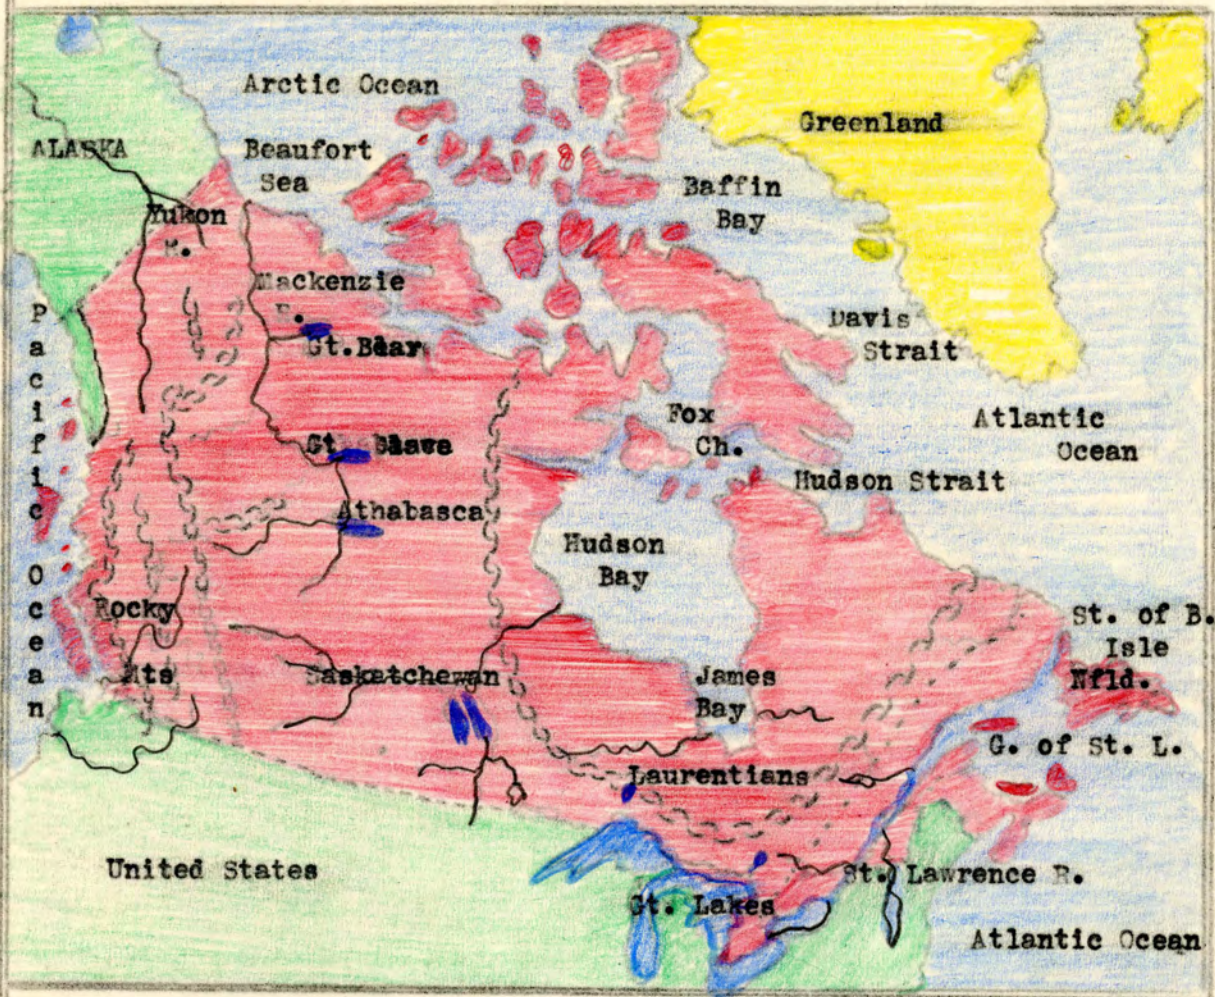 Arctic Ocean
Greenland
ALASKA
Beaufort
Sea
Baffin
Bay
Yukon
R.
Mackenzie
R.
Pacific Ocean
Gt. Bear
Davis
Strait
Fox
Ch.
Atlantic
Ocean
Gt. Slave
Hudson Strait
Athabasca
Hudson
Bay
Rocky
Mts
St. of B.
Isle
Nfld.
Saskatchewan
James
Bay
G. of St. L.
Laurentians
United States
St. Lawrence R.
Gt. Lakes
Atlantic Ocean